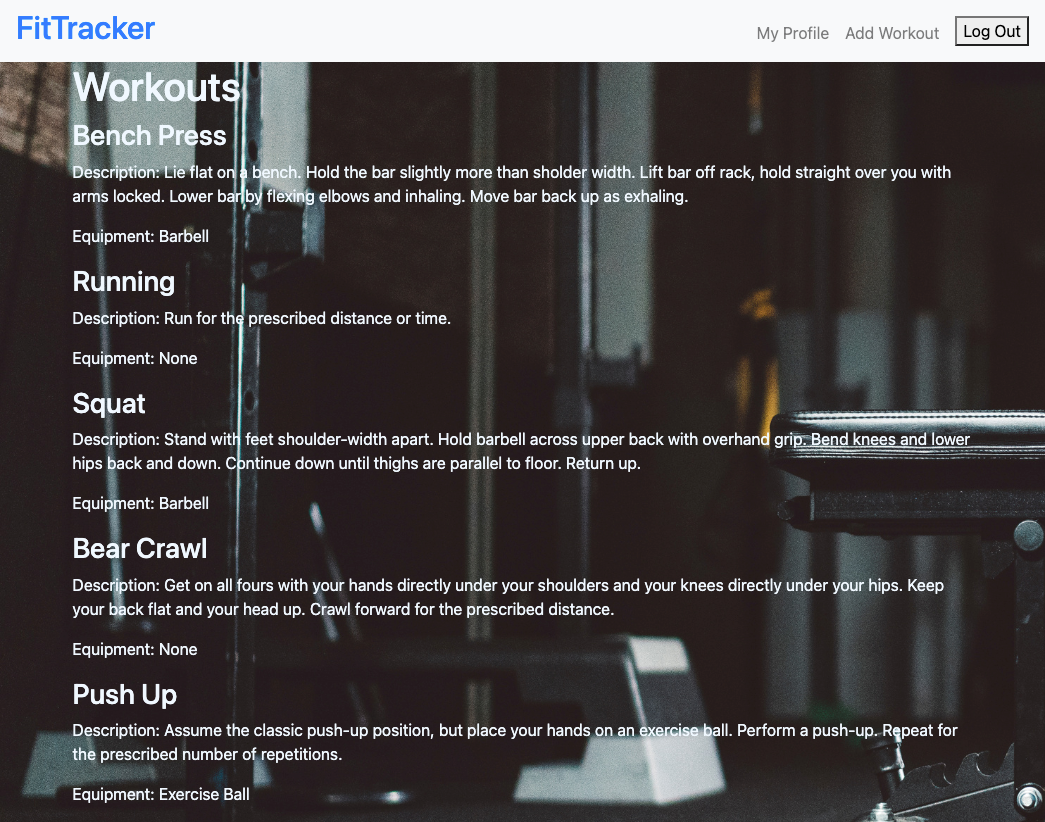 FitTracker
My Profile Add Workout Log Out
Workouts
Bench Press
Description: Lie flat on a bench. Hold the bar slightly more than sholder width. Lift bar off rack, hold straight over you with
arms locked. Lower bar by flexing elbows and inhaling. Move bar back up as exhaling.
Equipment: Barbell
Running
Description: Run for the prescribed distance or time.
Equipment: None
Squat
Description: Stand with feet shoulder-width apart. Hold barbell across upper back with overhand grip. Bend knees and lower
hips back and down. Continue down until thighs are parallel to floor. Return up.
Equipment: Barbell
Bear Crawl
Description: Get on all fours with your hands directly under your shoulders and your knees directly under your hips. Keep
your back flat and your head up. Crawl forward for the prescribed distance.
Equipment: None
Push Up
Description: Assume the classic push-up position, but place your hands on an exercise ball. Perform a push-up. Repeat for
the prescribed number of repetitions.
Equipment: Exercise Ball